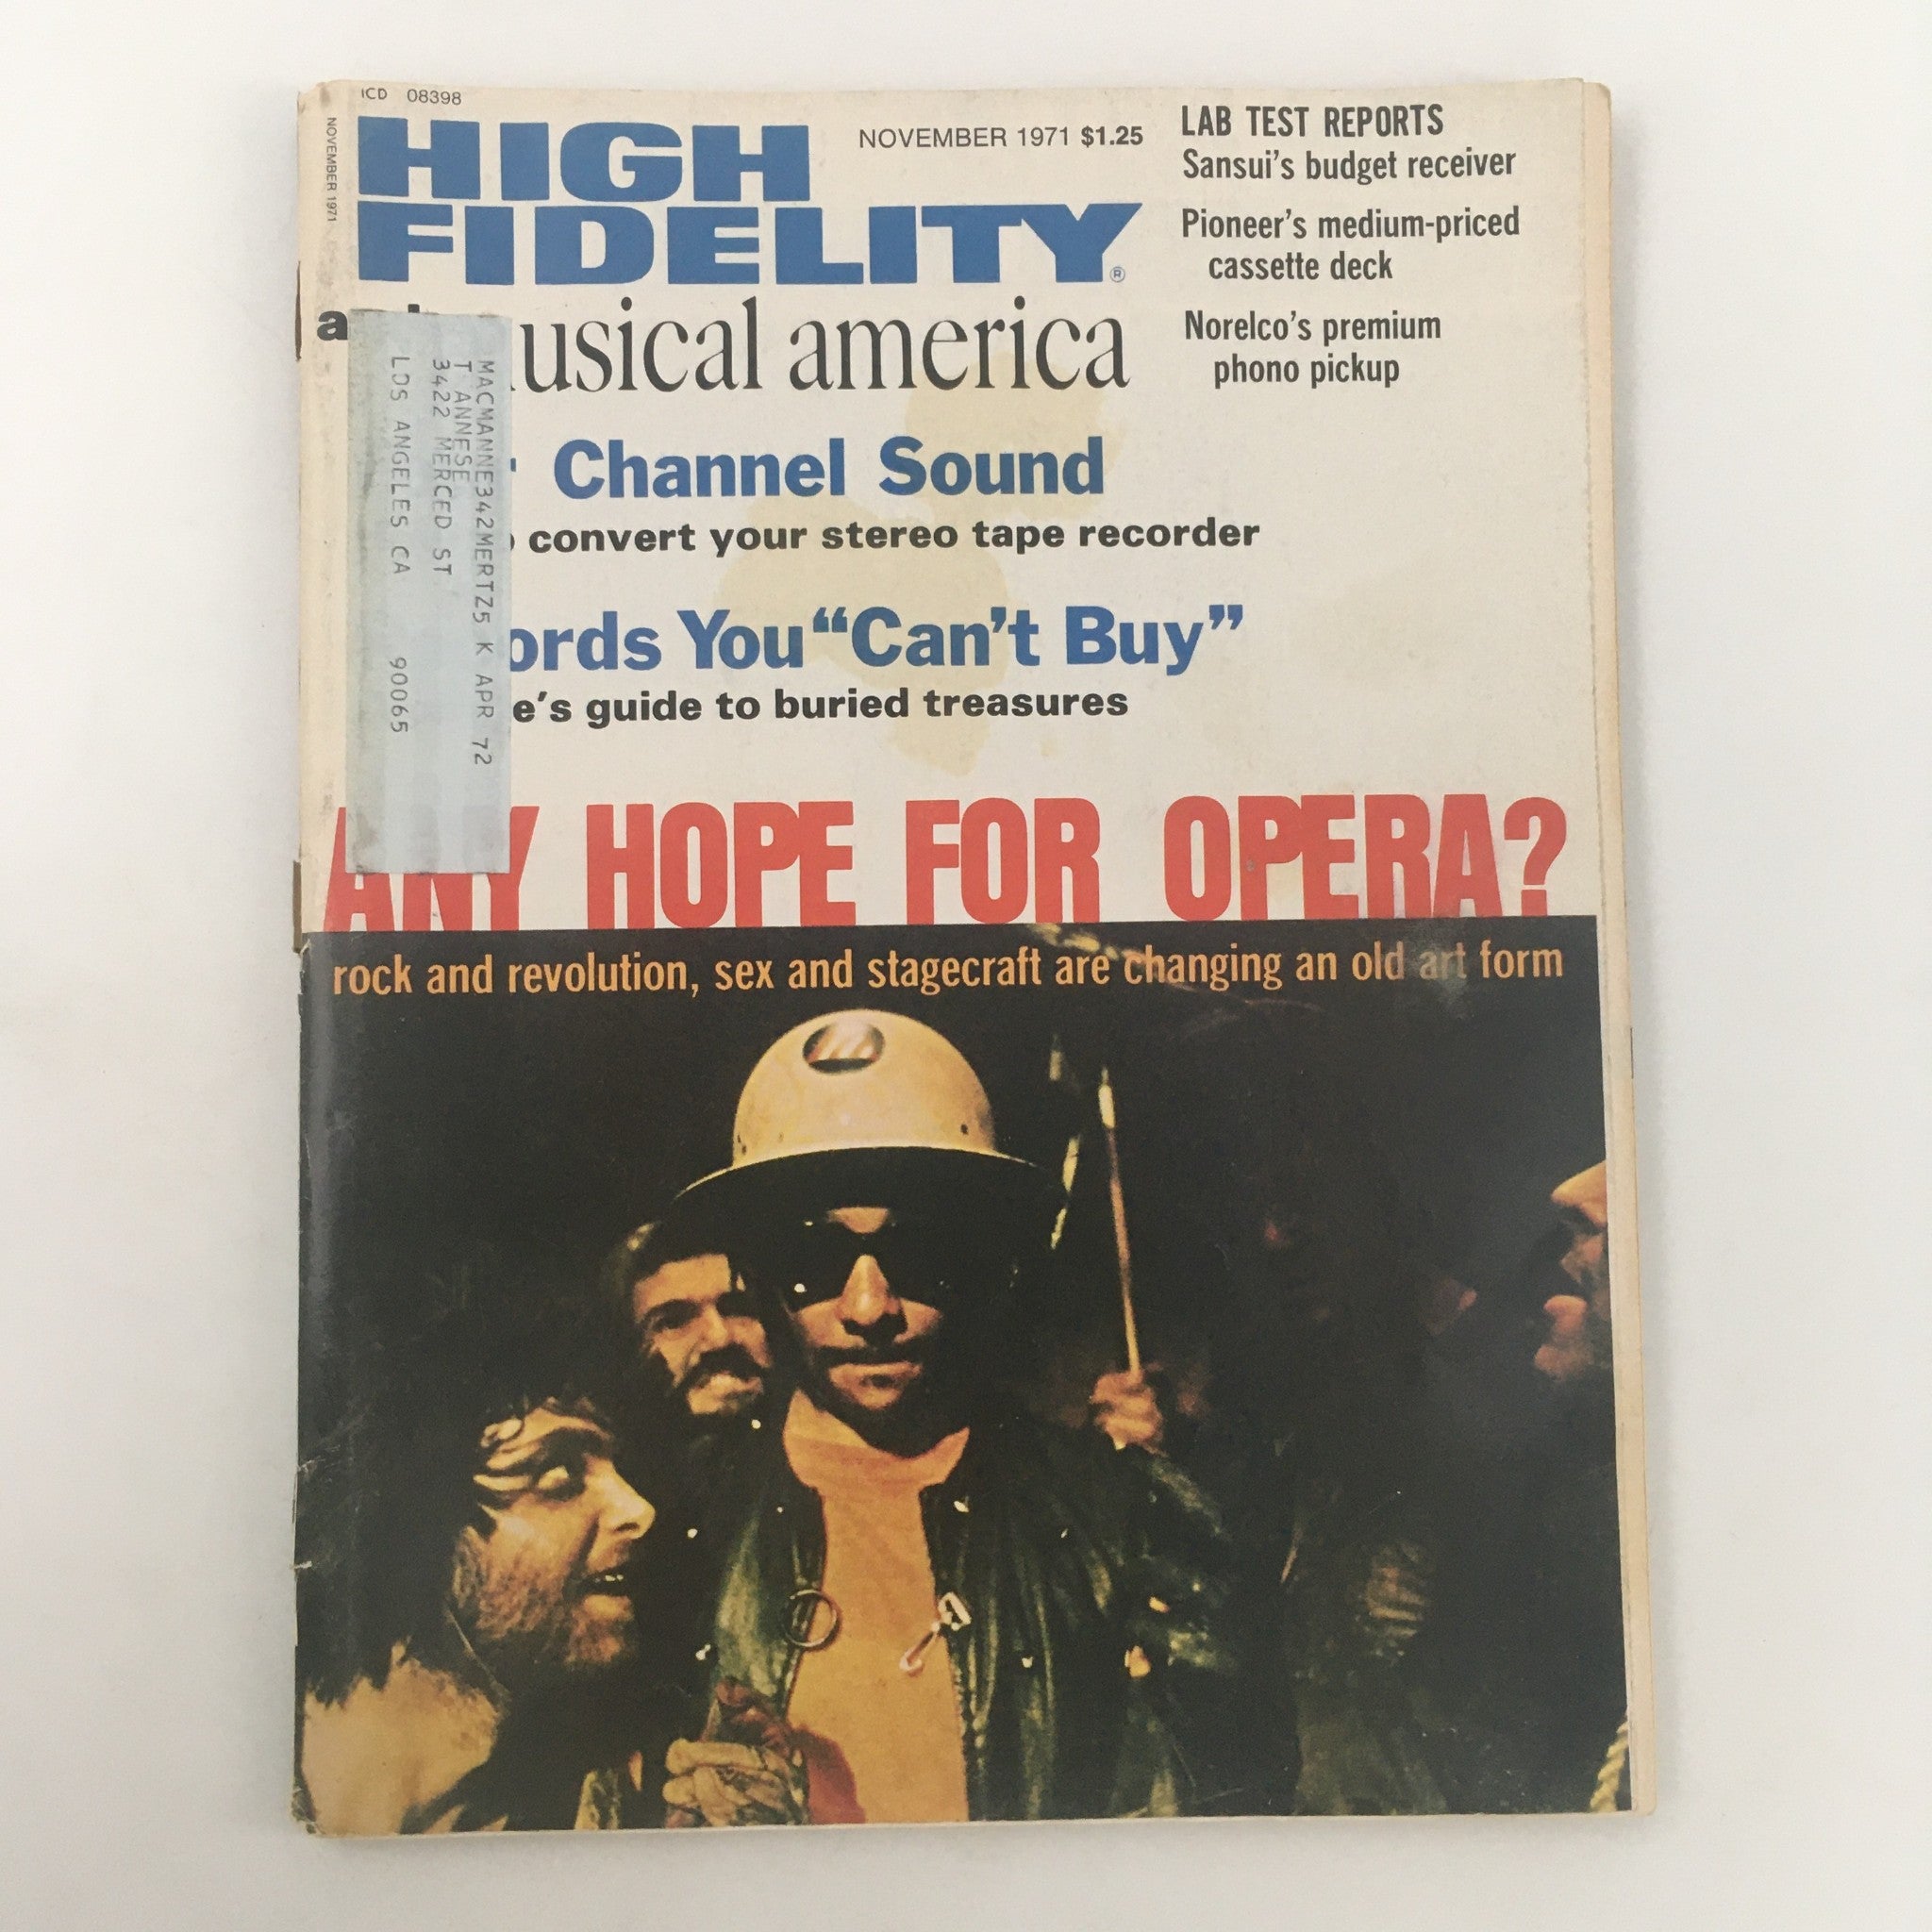 ICD 08398
NOVEMBER 1971
HIGH
FIDELITY®
NOVEMBER 1971 $1.25
usical america
LAB TEST REPORTS
Sansui's budget receiver
Pioneer's medium-priced
cassette deck
Norelco's premium
phono pickup
MACMANNE342MERTZ5 K APR 72
T ANNESE
3422 MERCED ST
LOS ANGELES CA 90065
Channel Sound
convert your stereo tape recorder
ords You “Can't Buy”
e's guide to buried treasures
ANY HOPE FOR OPERA?
rock and revolution, sex and stagecraft are changing an old art form